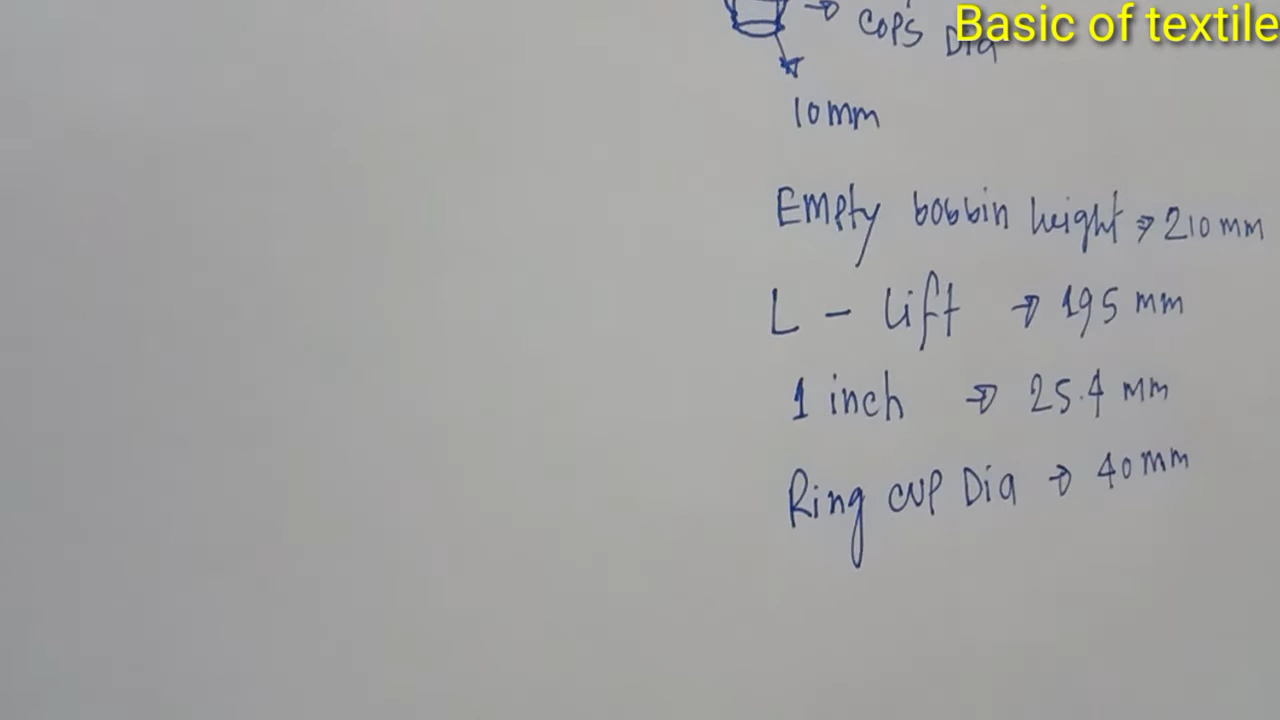 Basic of textile
→ Cop's Dia
10mm
Empty bobbin height → 210mm
L - Lift → 195 mm
1 inch → 25.4 mm
Ring cup Dia → 40mm